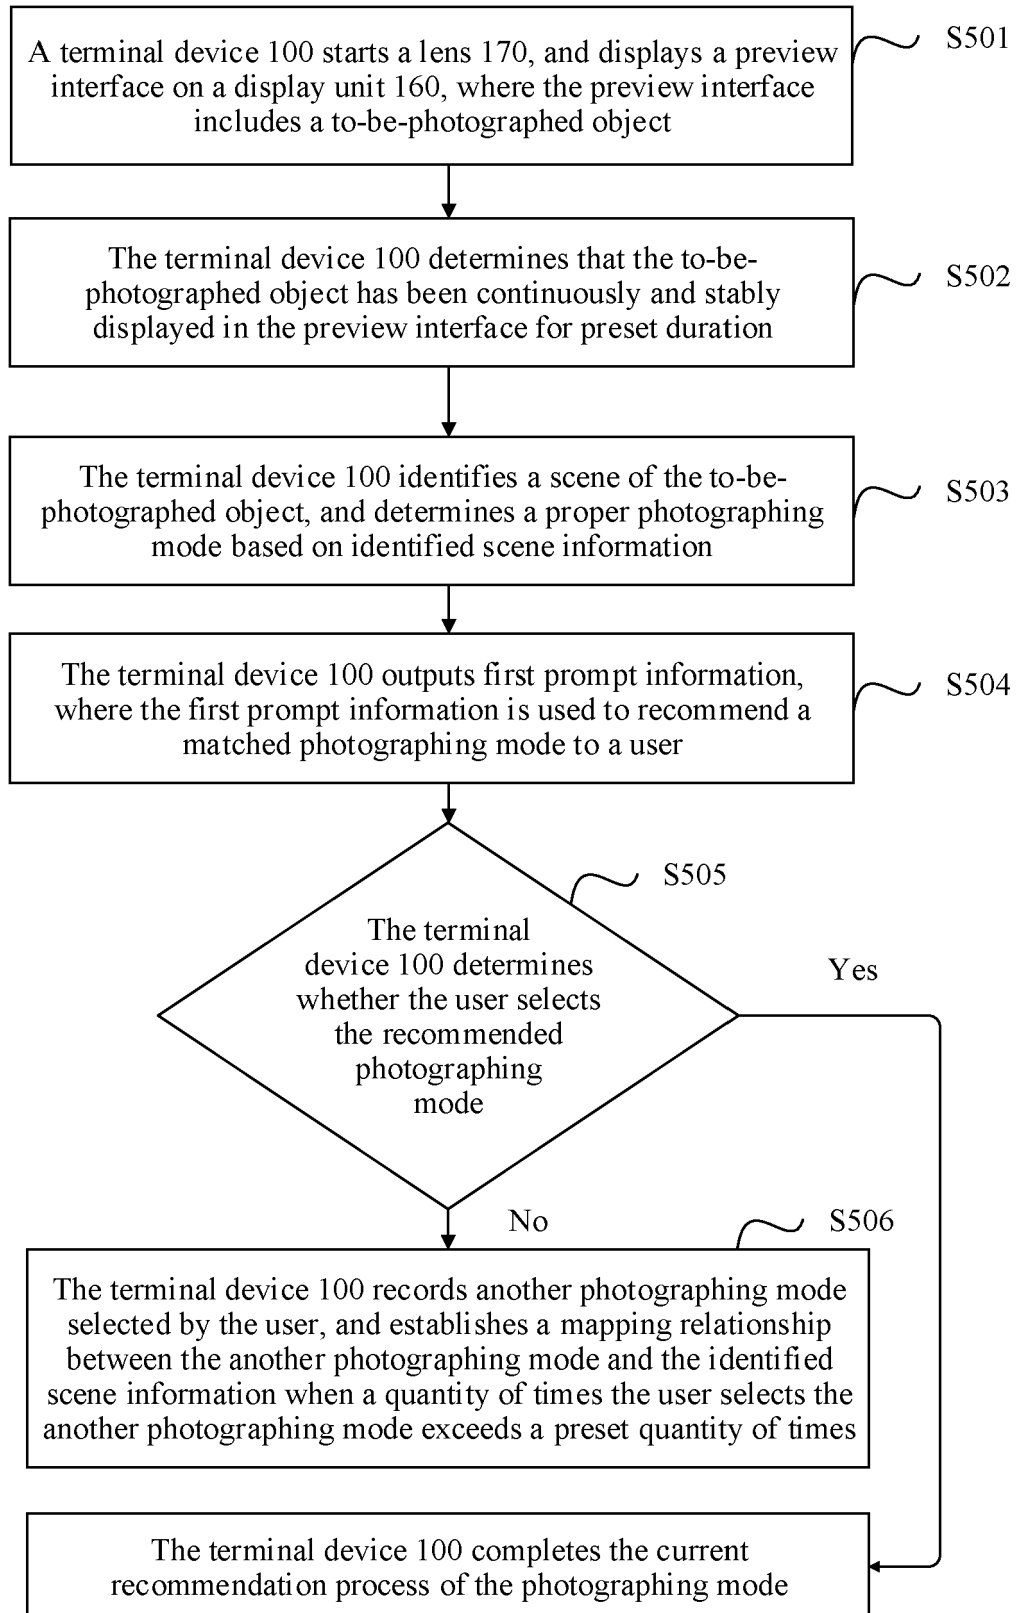 A terminal device 100 starts a lens 170, and displays a preview
interface on a display unit 160, where the preview interface
includes a to-be-photographed object
S501
The terminal device 100 determines that the to-be-
photographed object has been continuously and stably
displayed in the preview interface for preset duration
S502
The terminal device 100 identifies a scene of the to-be-
photographed object, and determines a proper photographing
mode based on identified scene information
S503
The terminal device 100 outputs first prompt information,
where the first prompt information is used to recommend a
matched photographing mode to a user
S504
S505
The terminal
device 100 determines
whether the user selects
the recommended
photographing
mode
Yes
No
S506
The terminal device 100 records another photographing mode
selected by the user, and establishes a mapping relationship
between the another photographing mode and the identified
scene information when a quantity of times the user selects the
another photographing mode exceeds a preset quantity of times
The terminal device 100 completes the current
recommendation process of the photographing mode